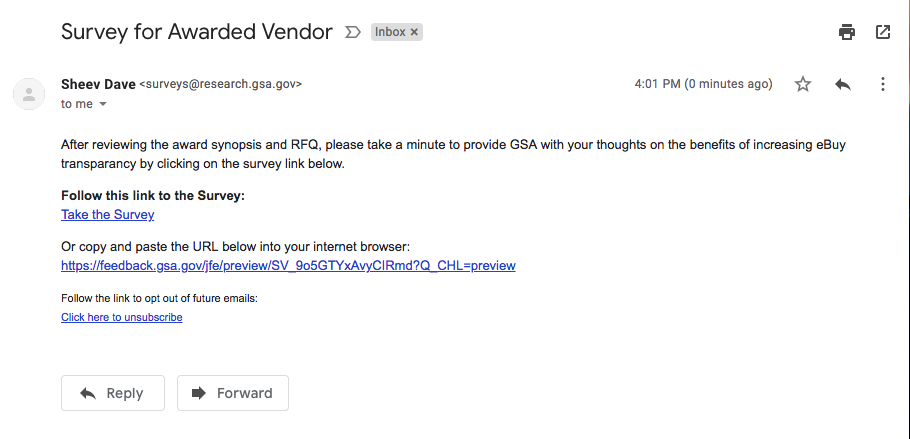 Survey for Awarded Vendor Inbox ×
Sheev Dave <surveys@research.gsa.gov> 4:01 PM (0 minutes ago)
to me
After reviewing the award synopsis and RFQ, please take a minute to provide GSA with your thoughts on the benefits of increasing eBuy
transparancy by clicking on the survey link below.
Follow this link to the Survey:
Take the Survey
Or copy and paste the URL below into your internet browser:
https://feedback.gsa.gov/jfe/preview/SV_9o5GTYxAvyClRmd?Q_CHL=preview
Follow the link to opt out of future emails:
Click here to unsubscribe
Reply Forward